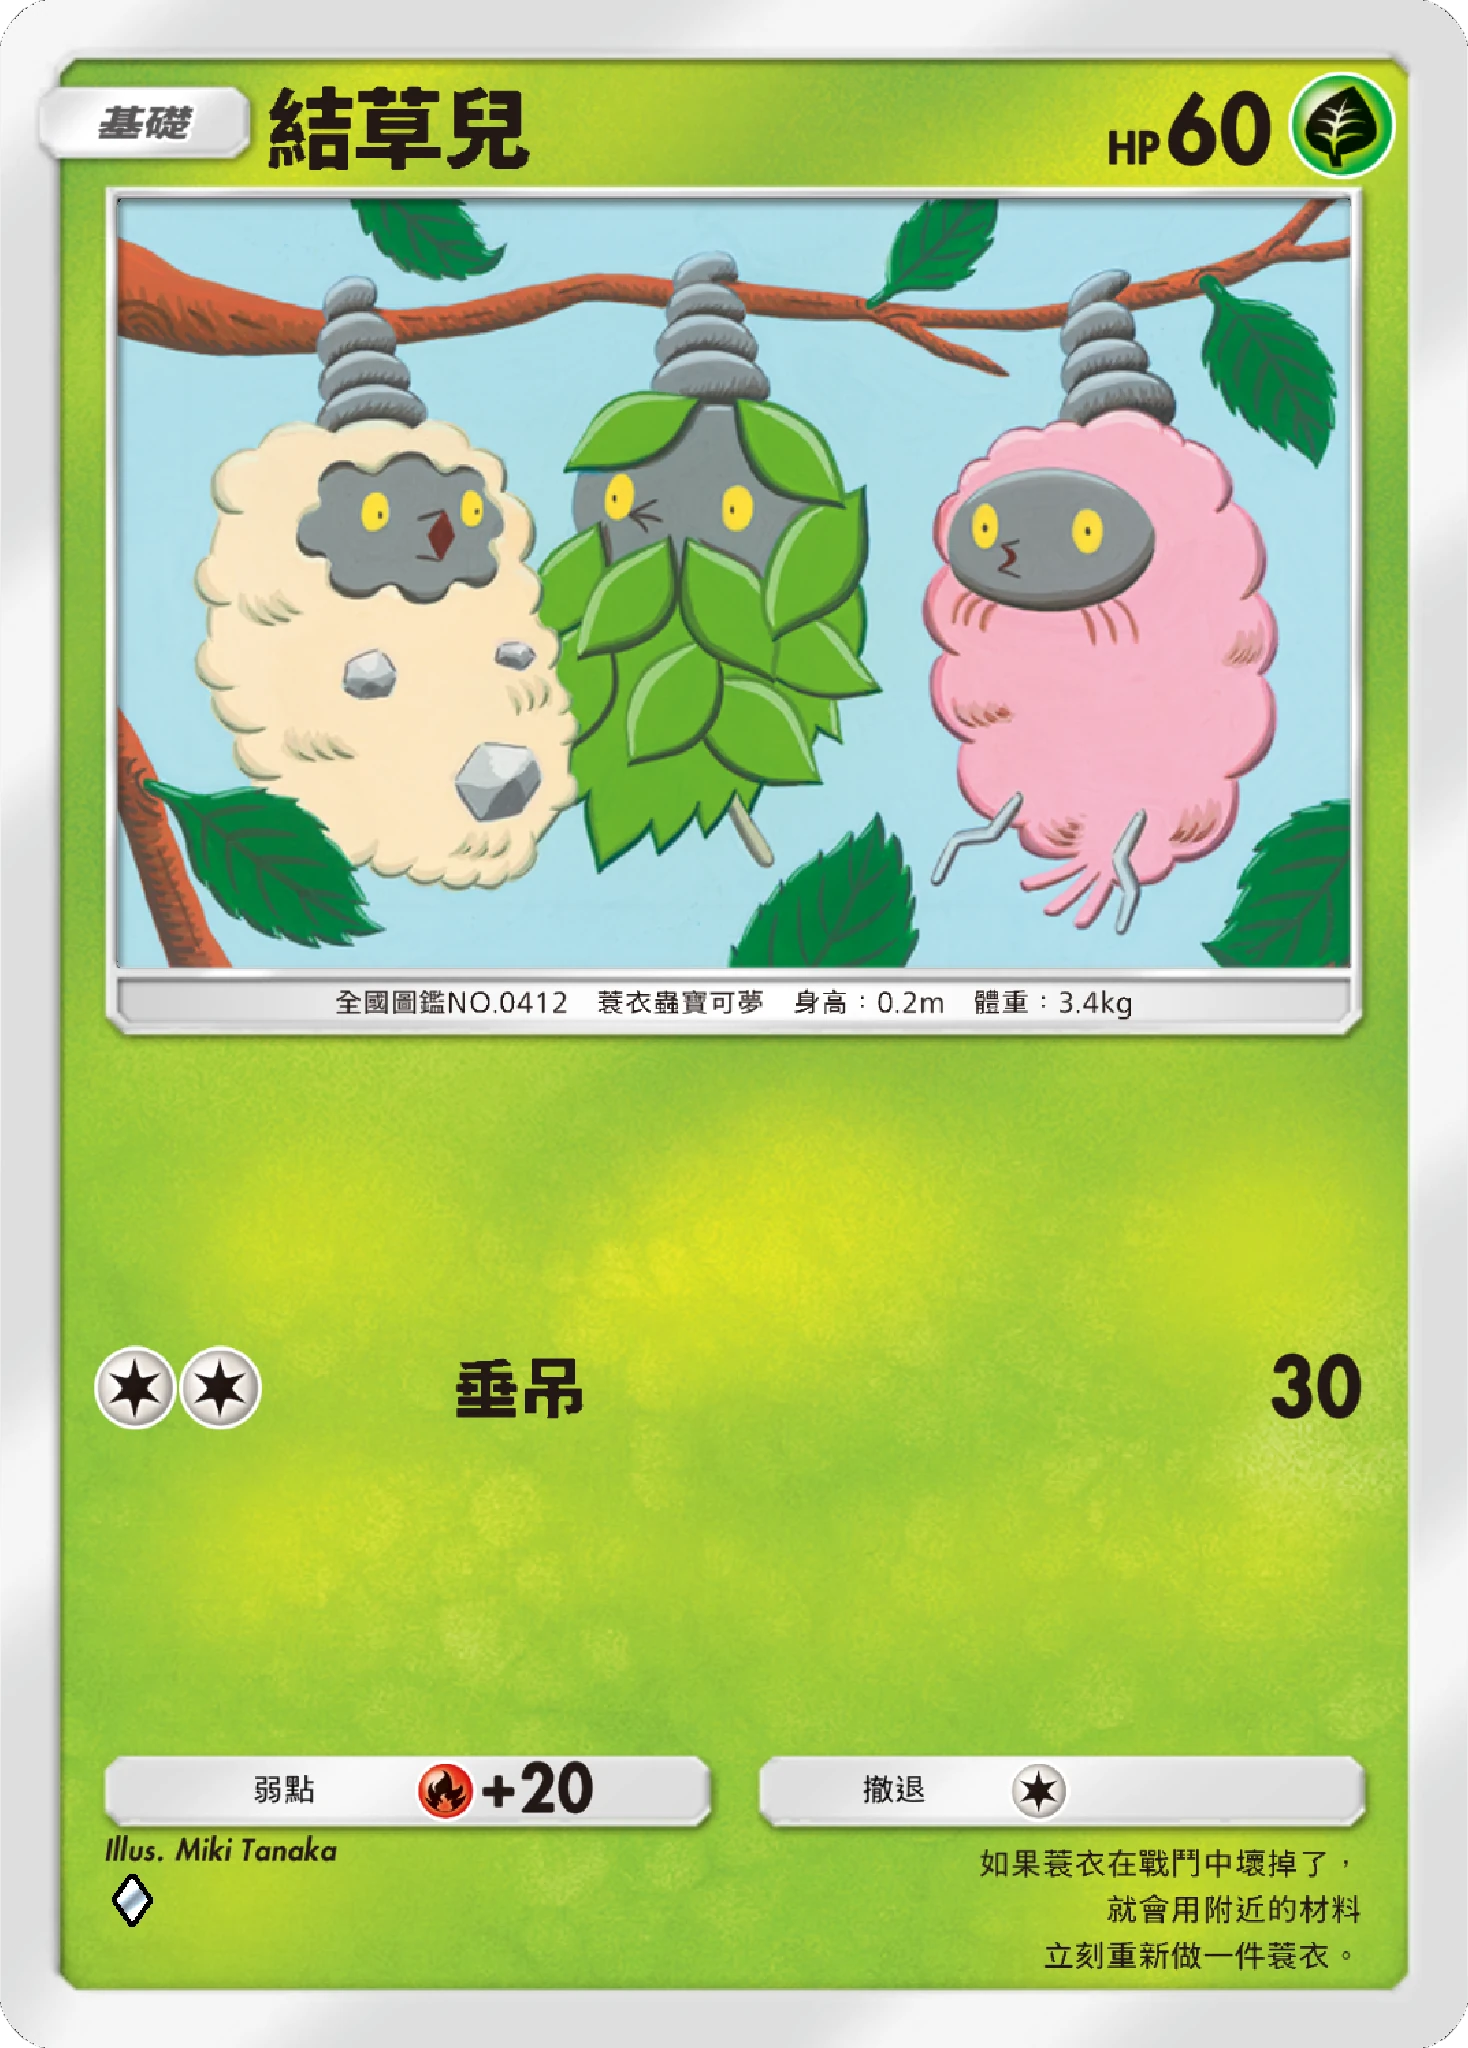 基礎 結草兒 HP60
全國圖鑑NO.0412 蓑衣蟲寶可夢 身高：0.2m 體重：3.4kg
垂吊 30
弱點 +20 撤退
Illus. Miki Tanaka
如果蓑衣在戰鬥中壞掉了，
就會用附近的材料
立刻重新做一件蓑衣。